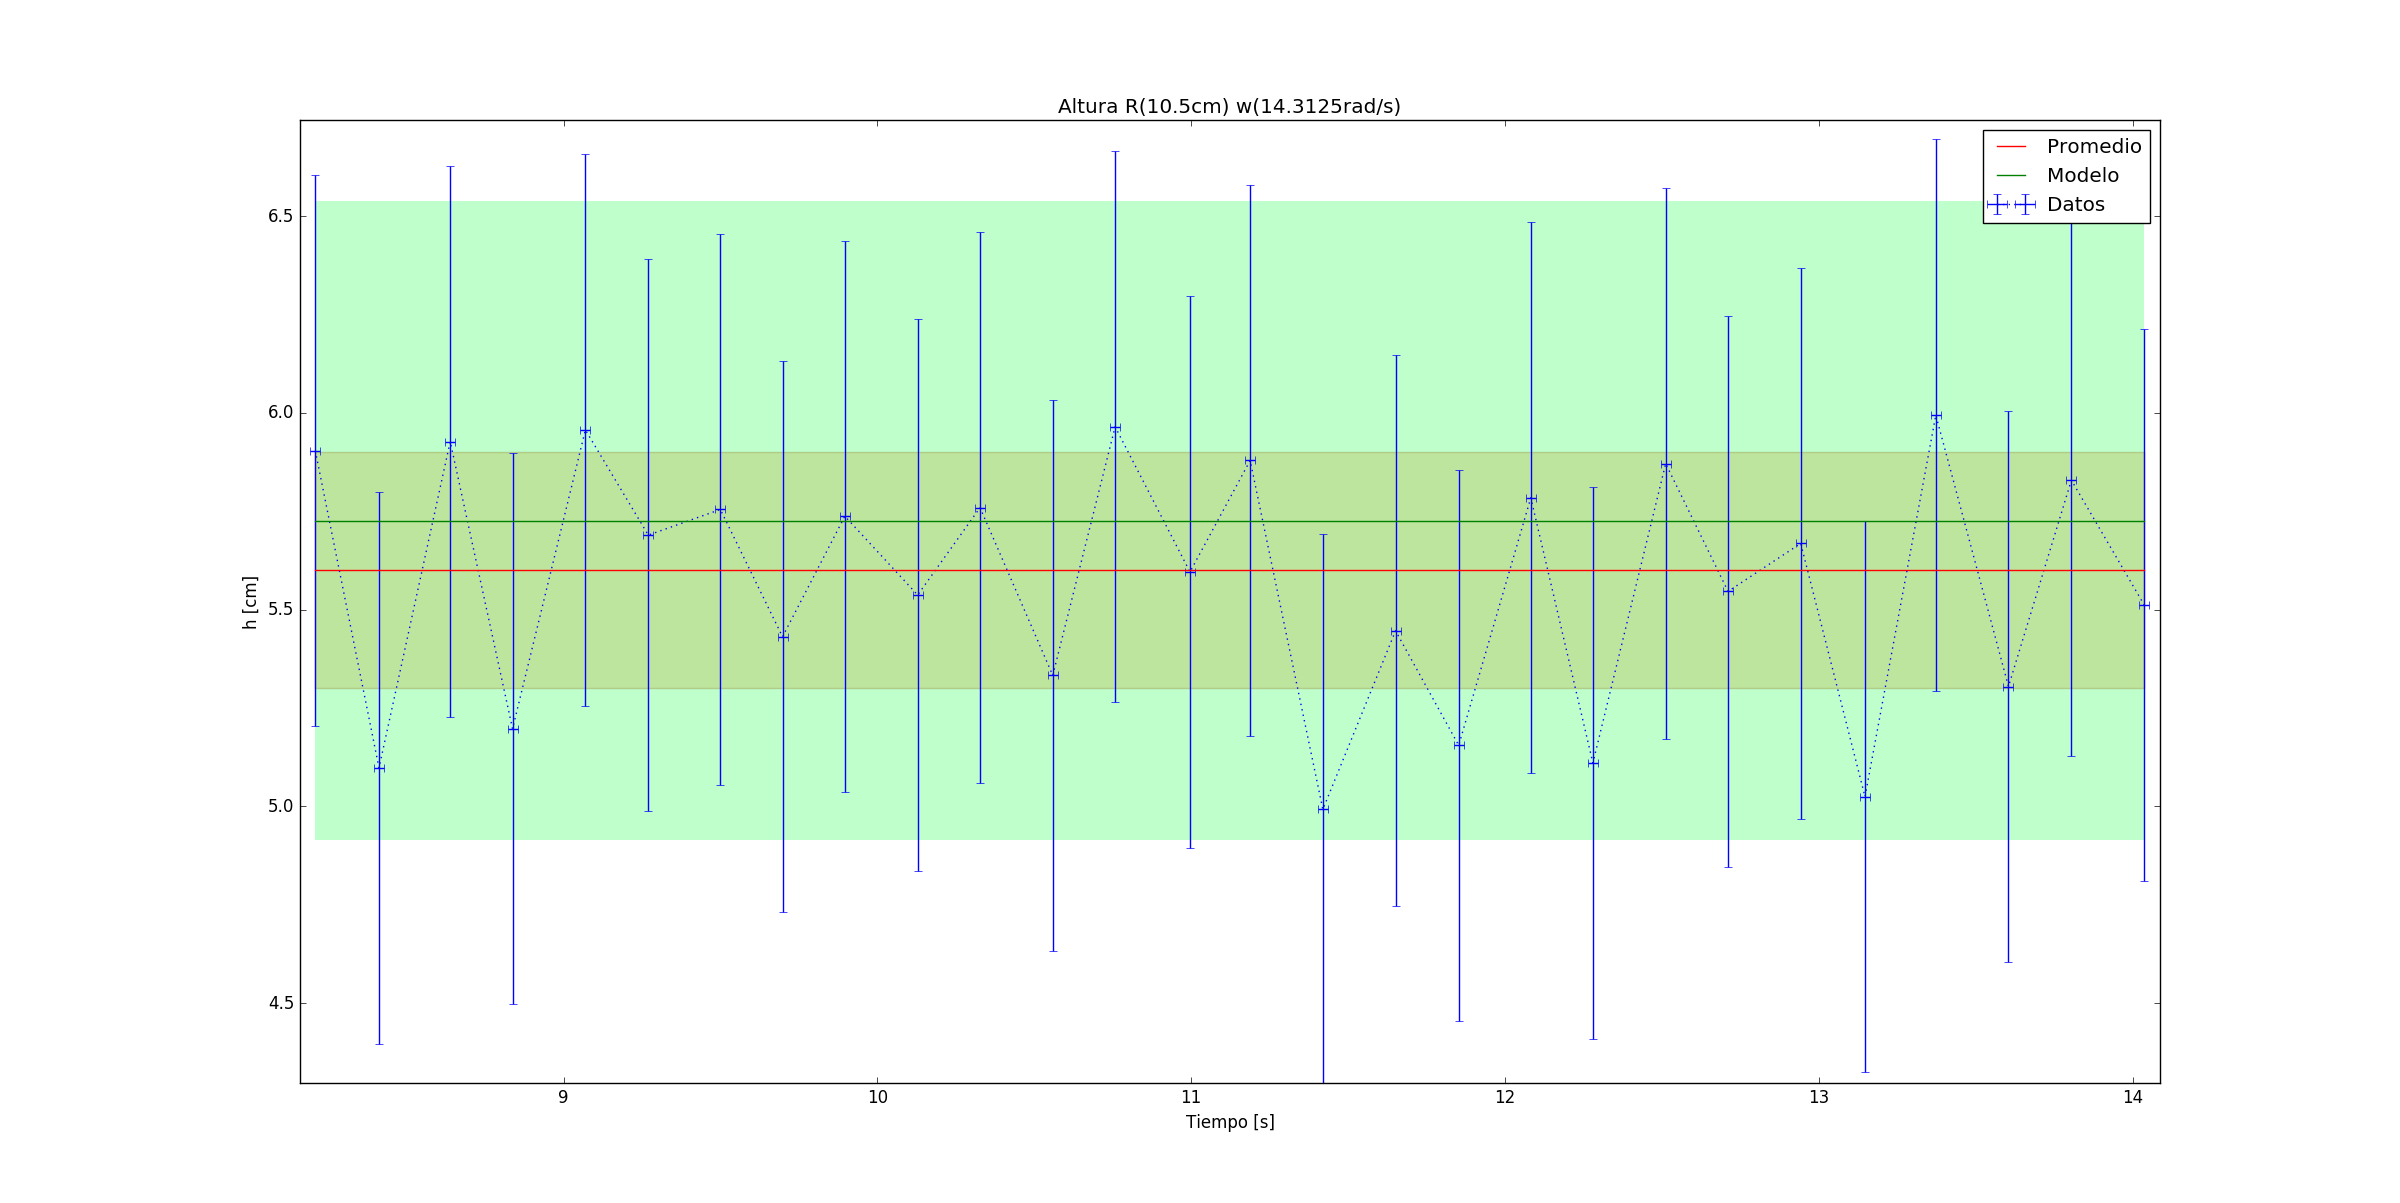 Altura R(10.5cm) w(14.3125rad/s)
Promedio
Modelo
Datos
6.5
6.0
5.5
5.0
4.5
h [cm]
9 10 11 12 13 14
Tiempo [s]